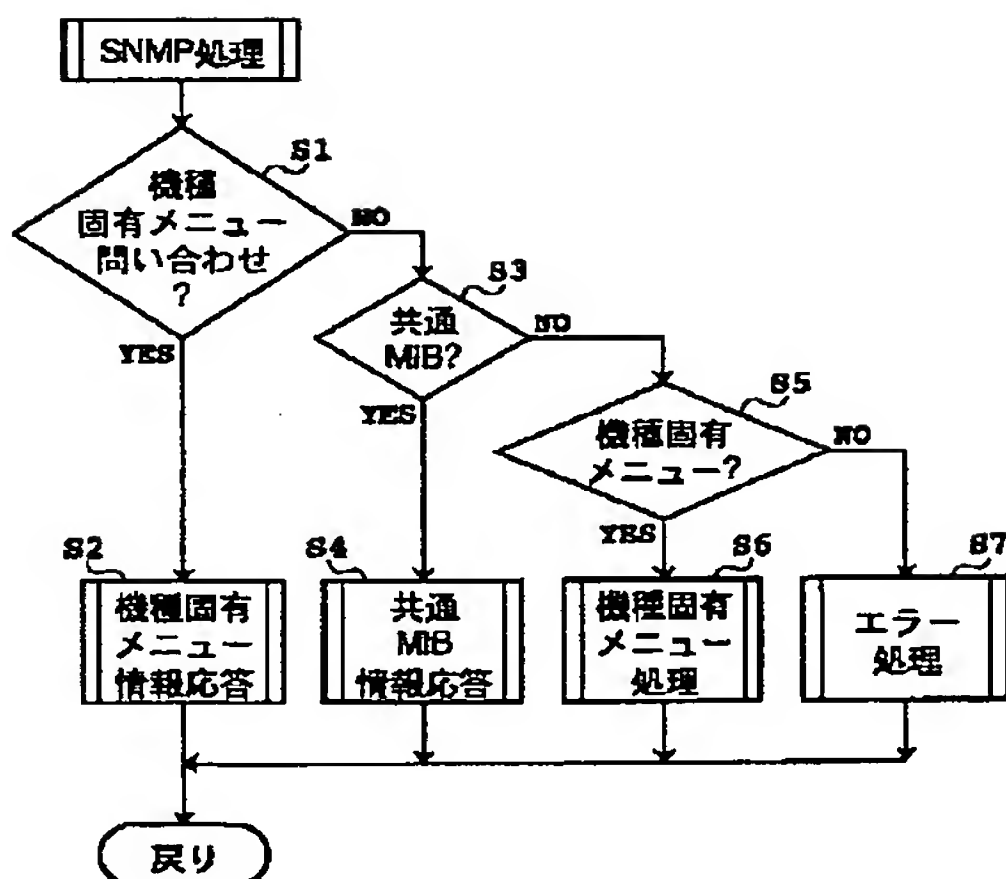 SNMP処理
S1
機種
固有メニュー
問い合わせ
?
NO
YES
S3
共通
MiB?
NO
YES
S5
機種固有
メニュー?
NO
YES
S2
機種固有
メニュー
情報応答
S4
共通
MiB
情報応答
S6
機種固有
メニュー
処理
S7
エラー
処理
戻り